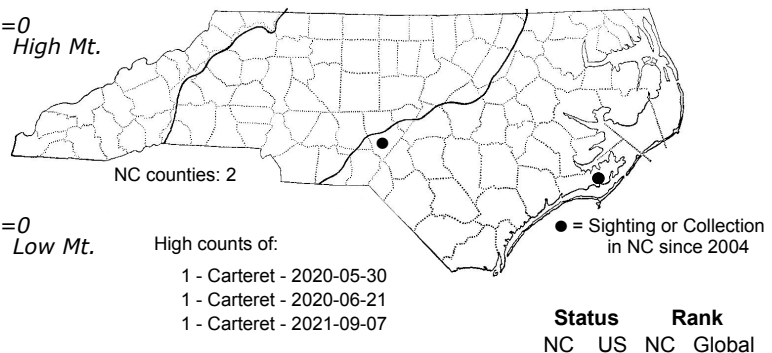 =0
High Mt.
NC counties: 2
=0
Low Mt.
High counts of:
1 - Carteret - 2020-05-30
1 - Carteret - 2020-06-21
1 - Carteret - 2021-09-07
● = Sighting or Collection
in NC since 2004
Status Rank
NC US NC Global